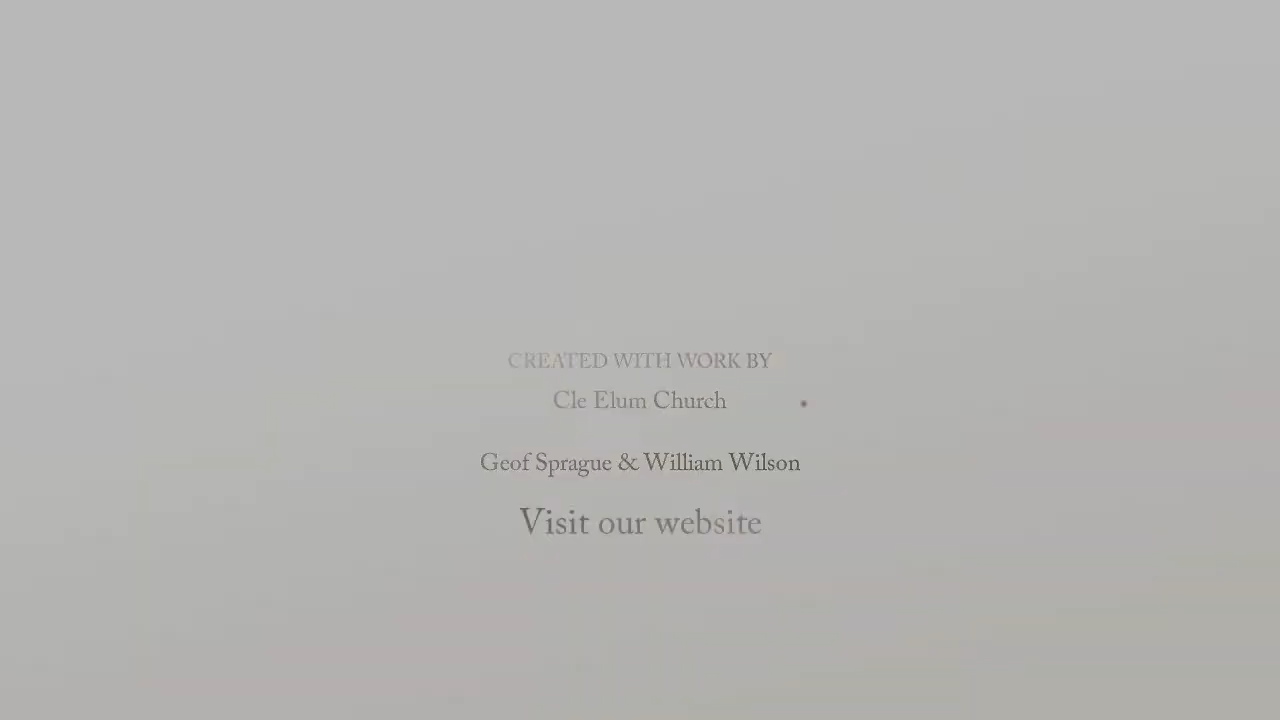 CREATED WITH WORK BY
Cle Elum Church
Geof Sprague & William Wilson
Visit our website